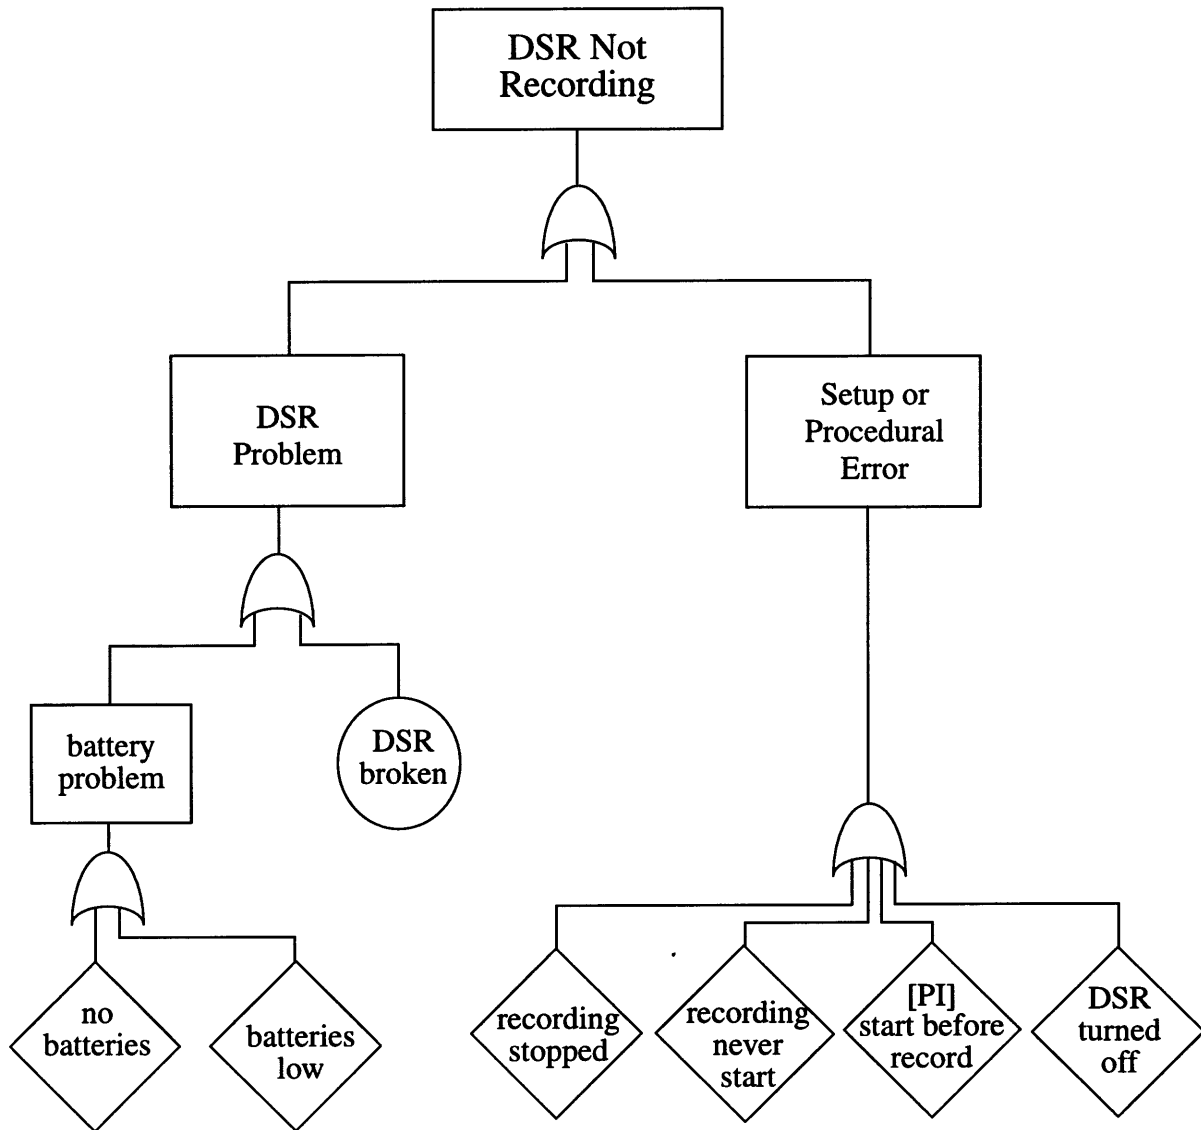 DSR Not
Recording
DSR
Problem
Setup or
Procedural
Error
battery
problem
DSR
broken
no
batteries
batteries
low
recording
stopped
recording
never
start
[PI]
start before
record
DSR
turned
off